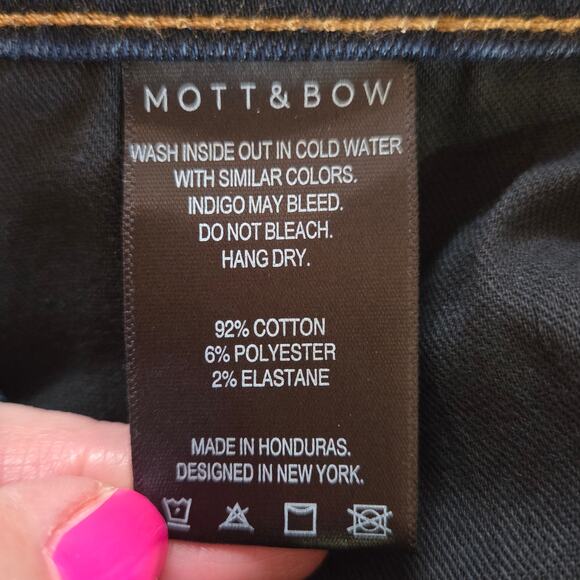 MOTT & BOW
WASH INSIDE OUT IN COLD WATER
WITH SIMILAR COLORS.
INDIGO MAY BLEED.
DO NOT BLEACH.
HANG DRY.
92% COTTON
6% POLYESTER
2% ELASTANE
MADE IN HONDURAS.
DESIGNED IN NEW YORK.